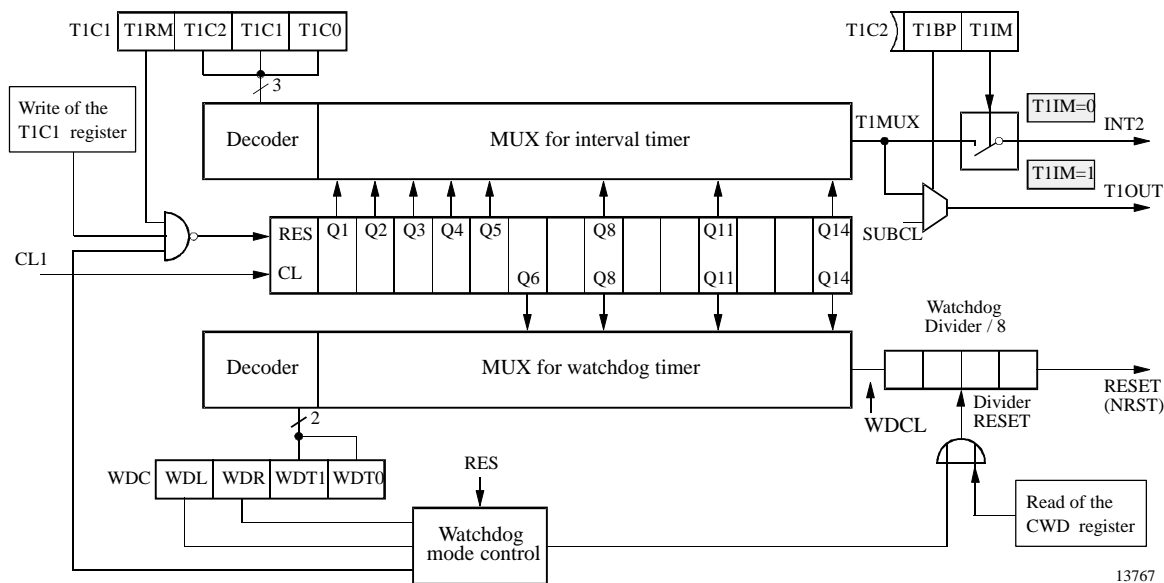 T1C1 T1RM T1C2 T1C1 T1C0
T1C2 T1BP T1IM
3
Write of the
T1C1 register
Decoder MUX for interval timer
T1MUX
T1IM=0
INT2
T1IM=1
T1OUT
SUBCL
RES Q1 Q2 Q3 Q4 Q5 Q8 Q11 Q14
CL1
CL Q6 Q8 Q11 Q14
Watchdog
Divider / 8
Decoder MUX for watchdog timer
RESET
(NRST)
2
WDCL
Divider
RESET
WDC WDL WDR WDT1 WDT0
RES
Read of the
CWD register
Watchdog
mode control
13767